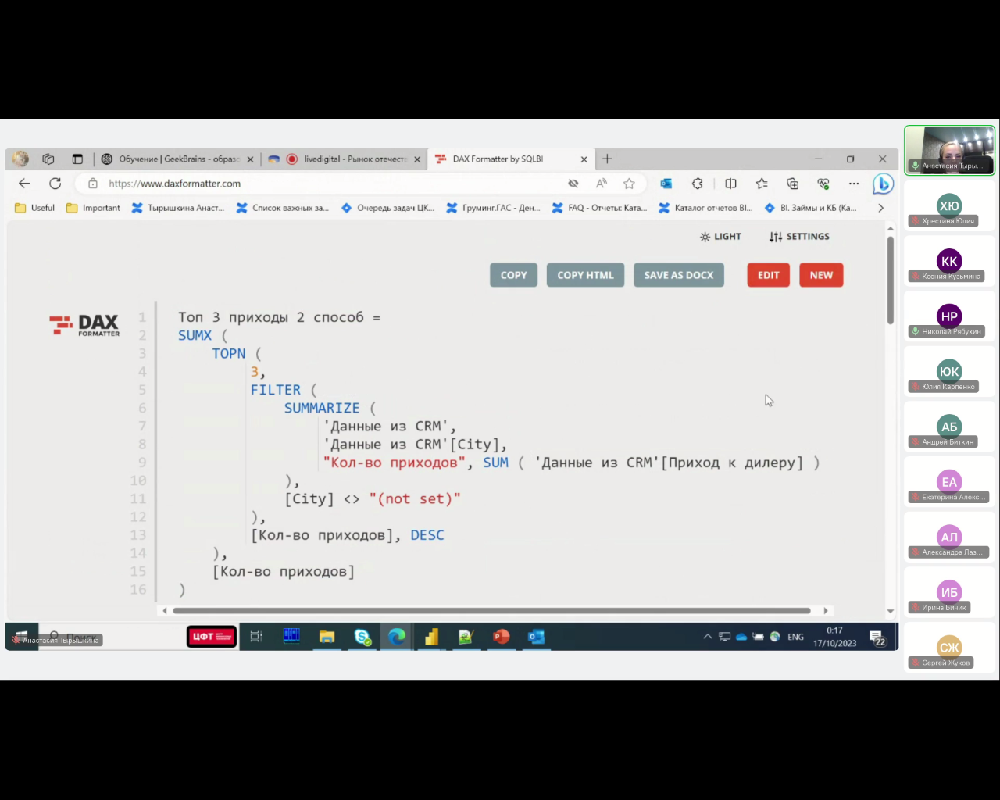 Обучение | GeekBrains - образо
livedigital - Рынок отечеств
DAX Formatter by SQLBI
https://www.daxformatter.com
Useful
Important
Тырышкина Анаст...
Список важных за...
Очередь задач ЦК...
Груминг.ГАС - Ден...
FAQ - Отчеты: Ката...
Каталог отчетов BI...
BI. Займы и КБ (Ка...
LIGHT
SETTINGS
COPY
COPY HTML
SAVE AS DOCX
EDIT
NEW
DAX
FORMATTER
1 Топ 3 приходы 2 способ =
2 SUMX (
3 TOPN (
4 3,
5 FILTER (
6 SUMMARIZE (
7 'Данные из CRM',
8 'Данные из CRM'[City],
9 "Кол-во приходов", SUM ( 'Данные из CRM'[Приход к дилеру] )
10 ),
11 [City] <> "(not set)"
12 ),
13 [Кол-во приходов], DESC
14 ),
15 [Кол-во приходов]
16 )
Поиск
Анастасия Тырышкина
ЦФТ
ENG
0:17
17/10/2023
22
Анастасия Тыры...
ХЮ
Хрестина Юлия
КК
Ксения Кузьмина
НР
Николай Рябухин
ЮК
Юлия Карпенко
АБ
Андрей Биткин
ЕА
Екатерина Алекс...
АЛ
Александра Лаз...
ИБ
Ирина Бичик
СЖ
Сергей Жуков